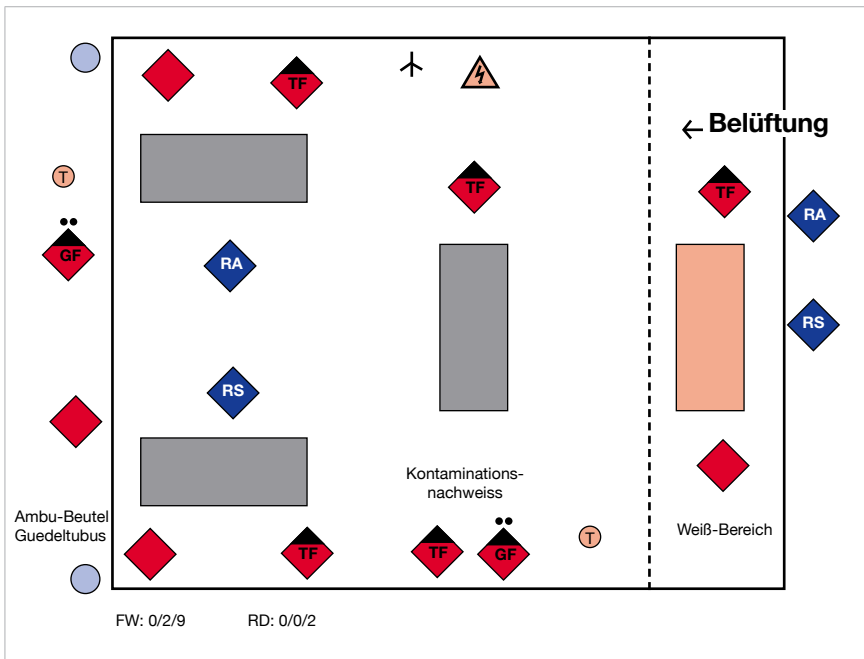 TF
← Belüftung
T
TF
TF
RA
GF
RA
RS
RS
Kontaminations-
nachweiss
Ambu-Beutel
Guedeltubus
Weiß-Bereich
T
TF
TF
GF
FW: 0/2/9
RD: 0/0/2